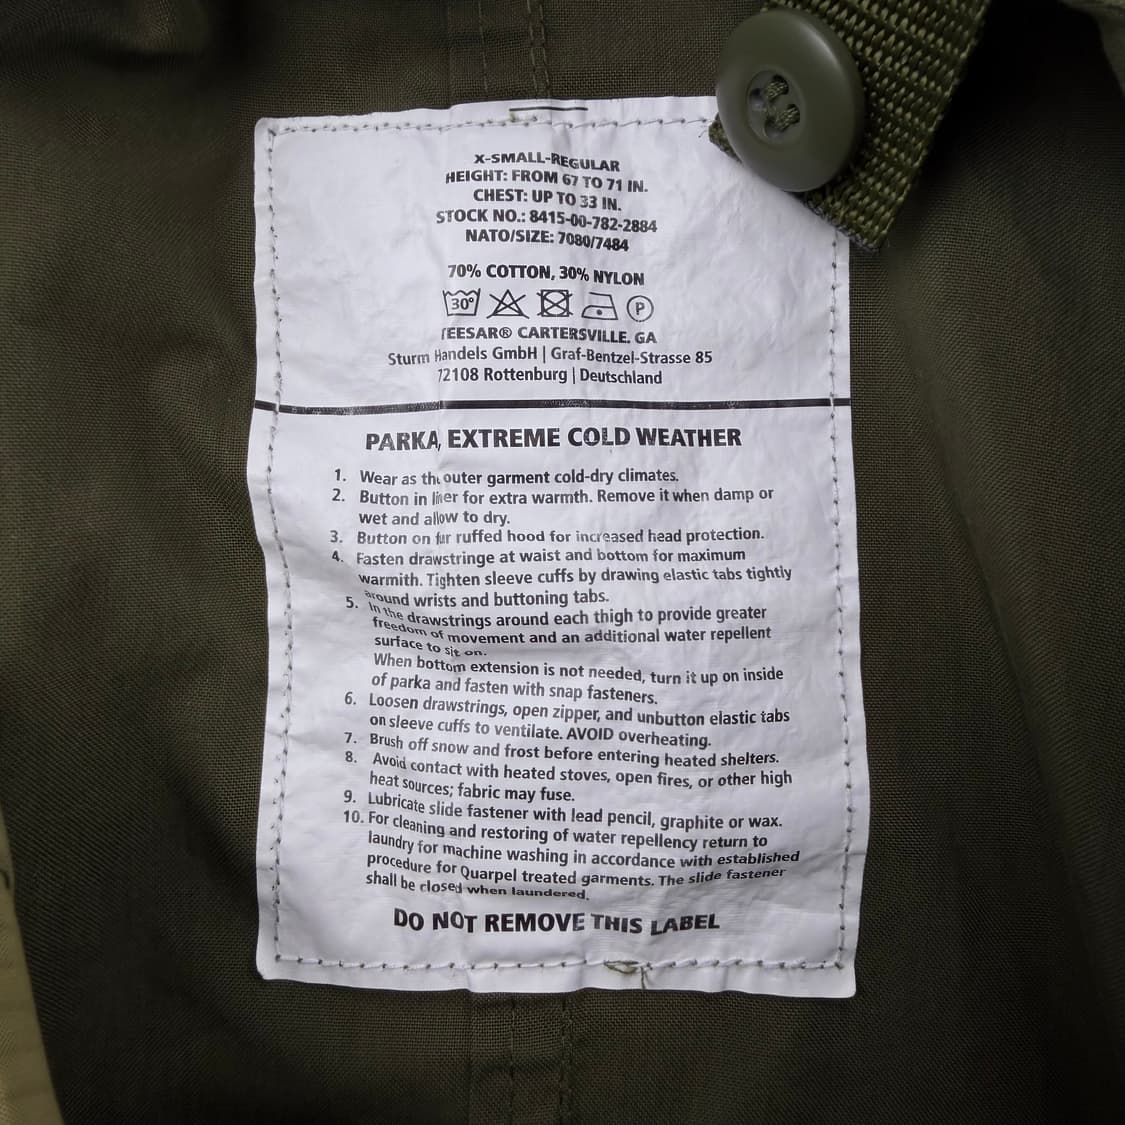 X-SMALL-REGULAR
HEIGHT: FROM 67 TO 71 IN.
CHEST: UP TO 33 IN.
STOCK NO.: 8415-00-782-2884
NATO/SIZE: 7080/7484
70% COTTON, 30% NYLON
30° P
TEESAR® CARTERSVILLE. GA
Sturm Handels GmbH | Graf-Bentzel-Strasse 85
72108 Rottenburg | Deutschland
PARKA, EXTREME COLD WEATHER
1. Wear as the outer garment cold-dry climates.
2. Button in liner for extra warmth. Remove it when damp or
wet and allow to dry.
3. Button on fur ruffed hood for increased head protection.
4. Fasten drawstringe at waist and bottom for maximum
warmith. Tighten sleeve cuffs by drawing elastic tabs tightly
around wrists and buttoning tabs.
5. In the drawstrings around each thigh to provide greater
freedom of movement and an additional water repellent
surface to sit on.
When bottom extension is not needed, turn it up on inside
of parka and fasten with snap fasteners.
6. Loosen drawstrings, open zipper, and unbutton elastic tabs
on sleeve cuffs to ventilate. AVOID overheating.
7. Brush off snow and frost before entering heated shelters.
8. Avoid contact with heated stoves, open fires, or other high
heat sources; fabric may fuse.
9. Lubricate slide fastener with lead pencil, graphite or wax.
10. For cleaning and restoring of water repellency return to
laundry for machine washing in accordance with established
procedure for Quarpel treated garments. The slide fastener
shall be closed when laundered.
DO NOT REMOVE THIS LABEL